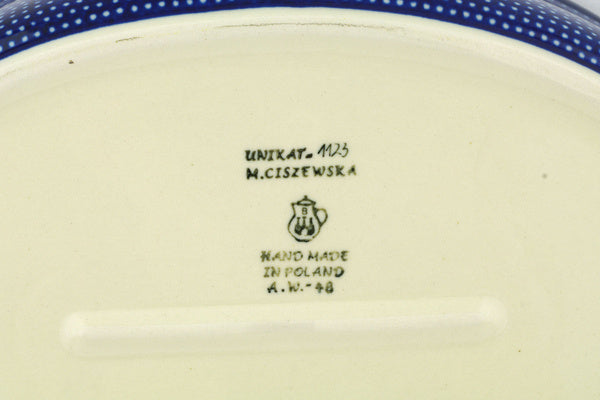 UNIKAT-1123
M.CISZEWSKA
B
HAND MADE
IN POLAND
A.W.-48